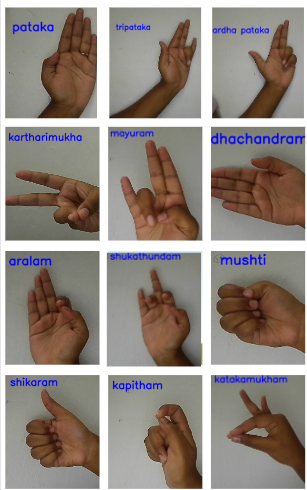 pataka
tripataka
ardha pataka
kartharimukha
mayuram
dhachandram
aralam
shukathundam
mushti
shikaram
kapitham
katakamukham